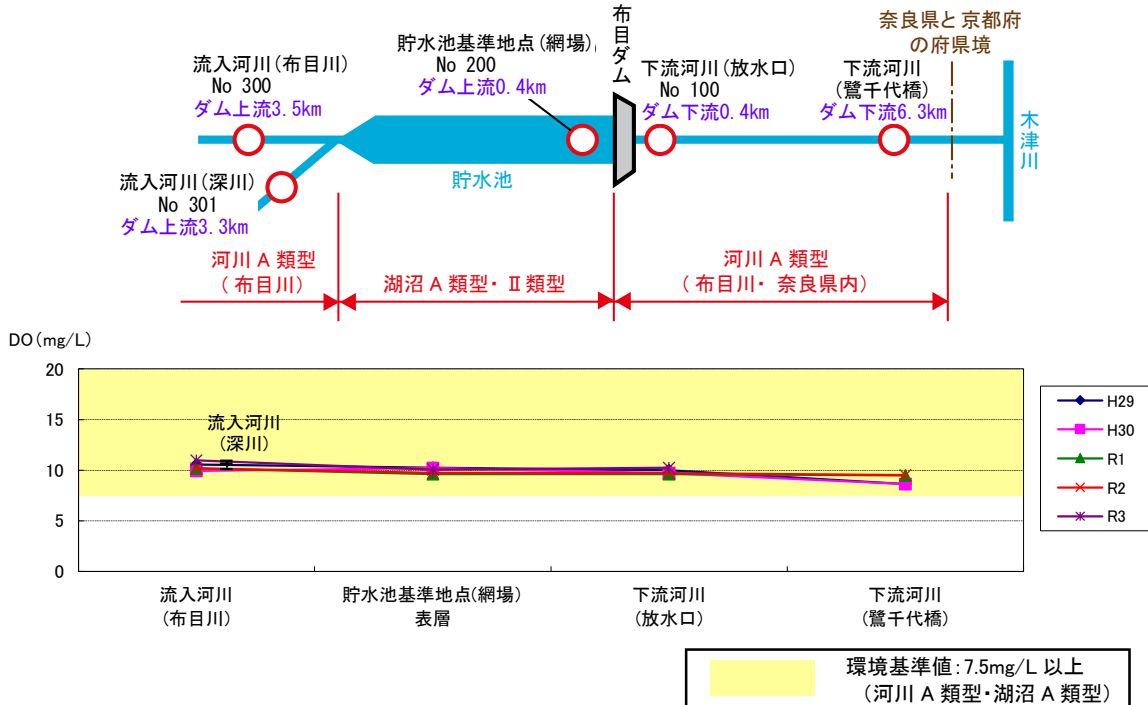 流入河川(布目川)
No 300
ダム上流3.5km
貯水池基準地点(網場)
No 200
ダム上流0.4km
布目ダム
下流河川(放水口)
No 100
ダム下流0.4km
下流河川
(鷺千代橋)
ダム下流6.3km
奈良県と京都府
の府県境
木津川
流入河川(深川)
No 301
ダム上流3.3km
貯水池
河川 A 類型
(布目川)
湖沼 A 類型・Ⅱ類型
河川 A 類型
(布目川・奈良県内)
DO(mg/L)
20
15
10
5
0
流入河川
(深川)
H29
H30
R1
R2
R3
流入河川
(布目川)
貯水池基準地点(網場)
表層
下流河川
(放水口)
下流河川
(鷺千代橋)
環境基準値:7.5mg/L 以上
(河川 A 類型・湖沼 A 類型)